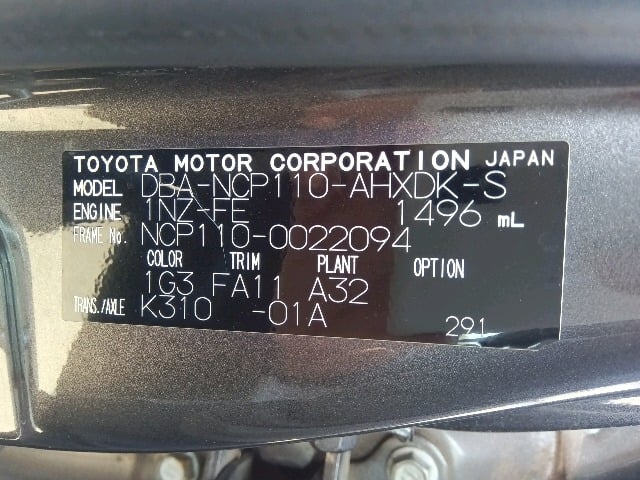 TOYOTA MOTOR CORPORATION JAPAN
MODEL DBA-NCP110-AHXDK-S
ENGINE 1NZ-FE 1496 mL
FRAME No. NCP110-0022094
COLOR TRIM PLANT OPTION
1G3 FA11 A32
TRANS./AXLE K310 -01A
291